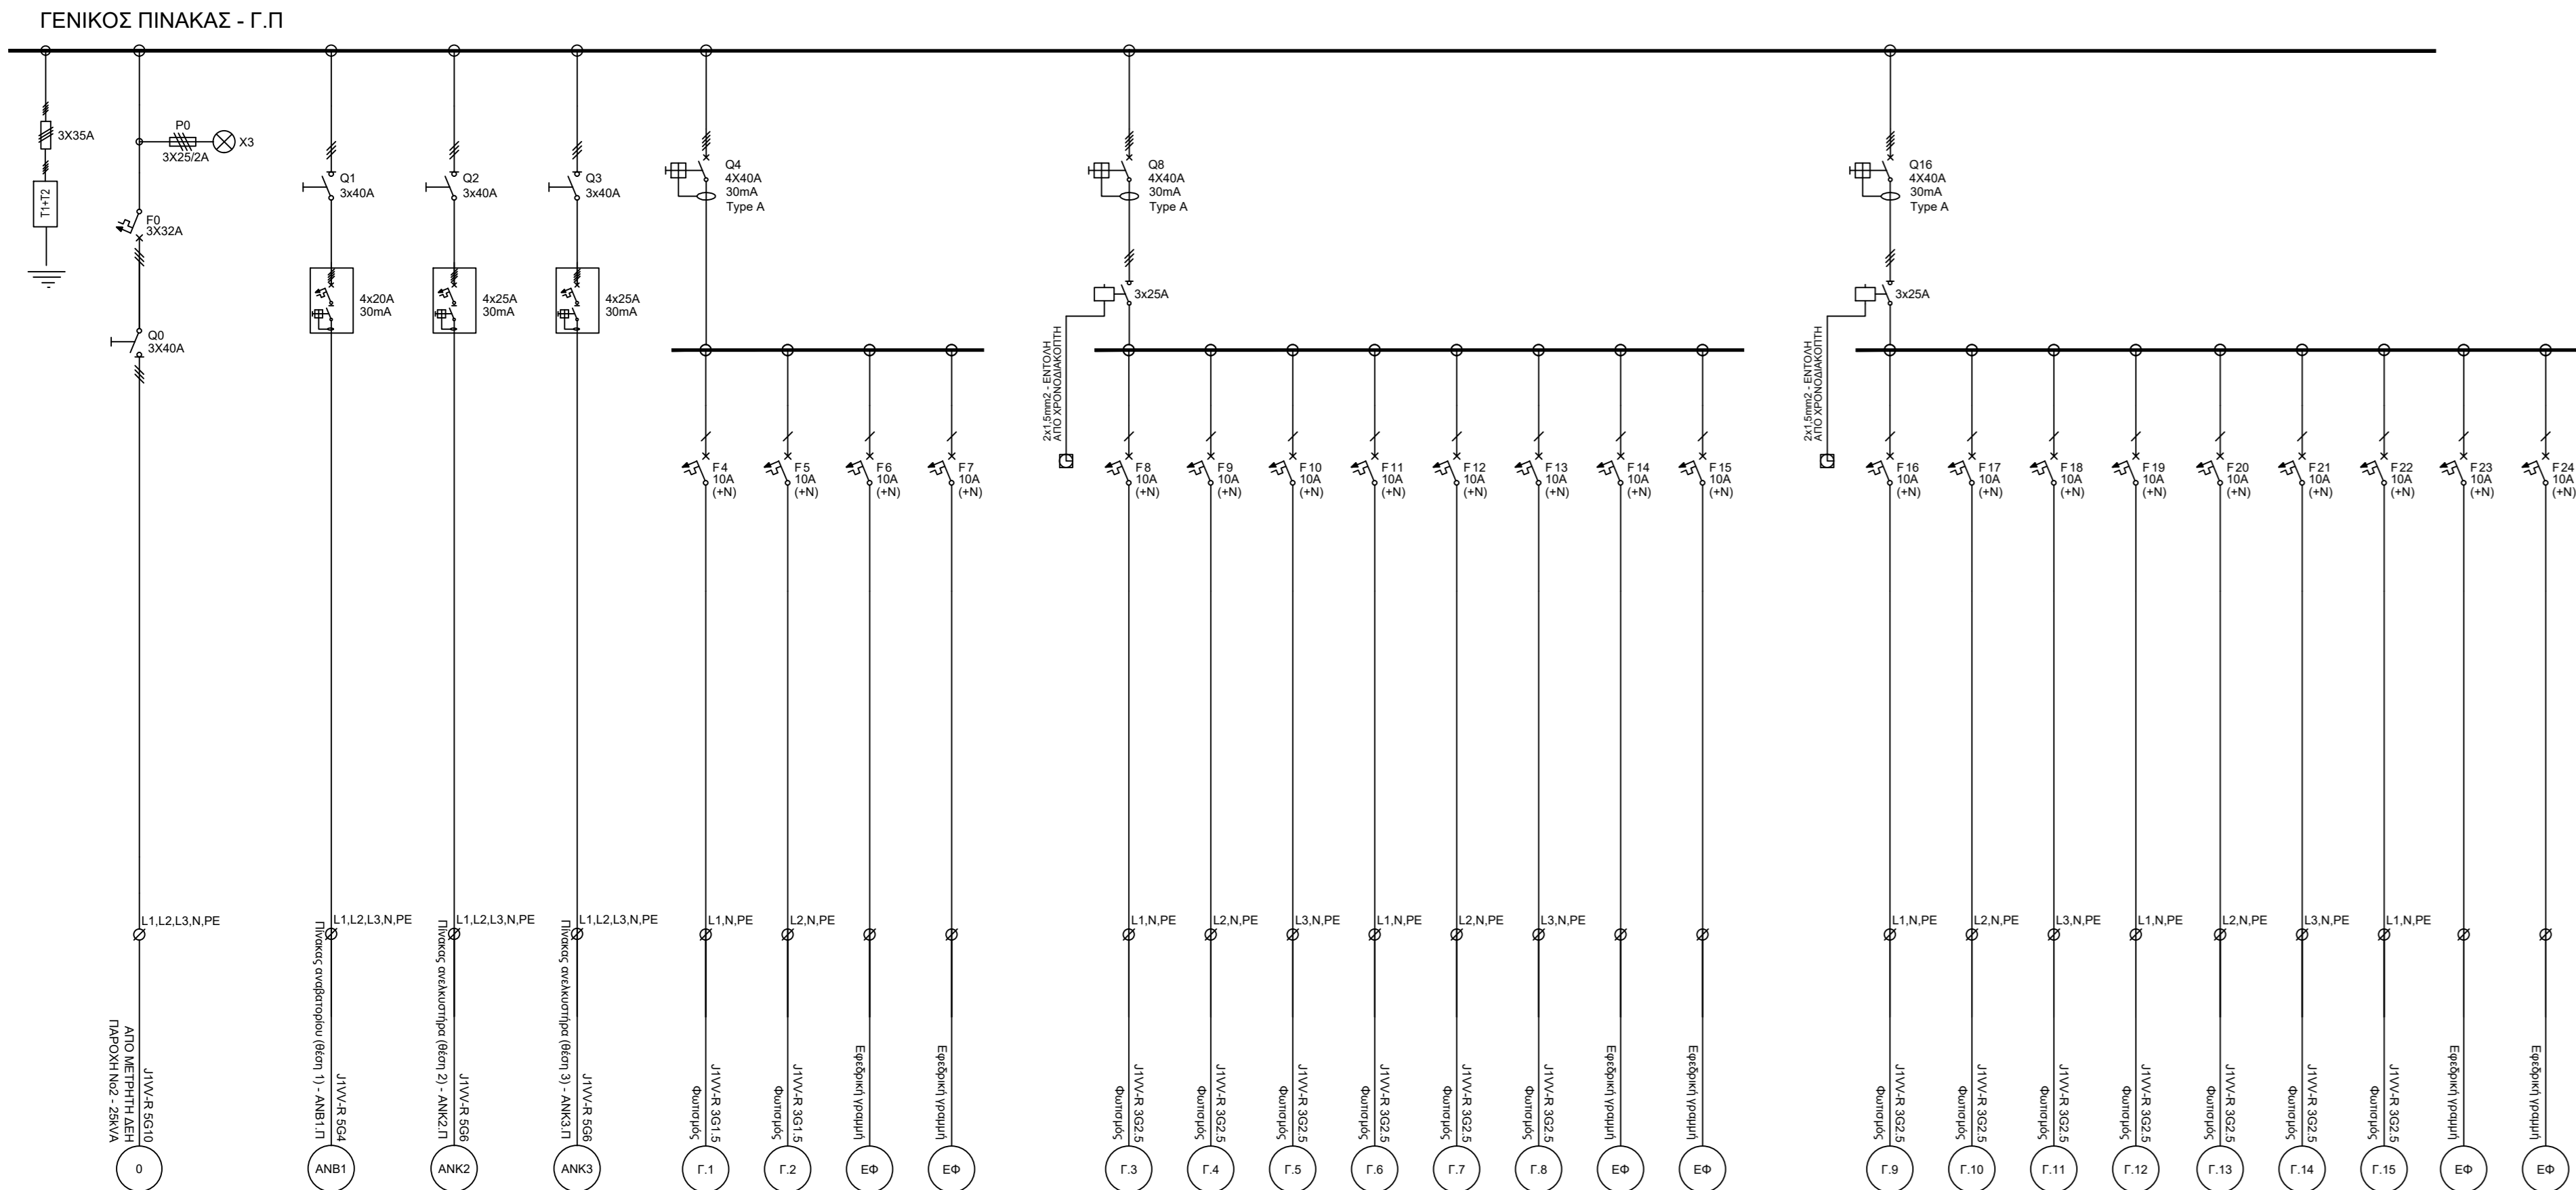 ΓΕΝΙΚΟΣ ΠΙΝΑΚΑΣ - Γ.Π
3X35A
T1+T2
P0
3X25/2A
X3
F0
3X32A
Q0
3X40A
L1,L2,L3,N,PE
ΑΠΟ ΜΕΤΡΗΤΗ ΔΕΗ
ΠΑΡΟΧΗ Νο2 - 25kVA
J1VV-R 5G10
0
Q1
3x40A
4x20A
30mA
L1,L2,L3,N,PE
Πίνακας αναβατορίου (θέση 1) - ΑΝΒ1.Π
J1VV-R 5G4
ΑΝΒ1
Q2
3x40A
4x25A
30mA
L1,L2,L3,N,PE
Πίνακας ανελκυστήρα (θέση 2) - ΑΝΚ2.Π
J1VV-R 5G6
ΑΝΚ2
Q3
3x40A
4x25A
30mA
L1,L2,L3,N,PE
Πίνακας ανελκυστήρα (θέση 3) - ΑΝΚ3.Π
J1VV-R 5G6
ΑΝΚ3
Q4
4X40A
30mA
Type A
F4
10A
(+N)
L1,N,PE
J1VV-R 3G1.5
Φωτισμός
Γ.1
F5
10A
(+N)
L2,N,PE
J1VV-R 3G1.5
Φωτισμός
Γ.2
F6
10A
(+N)
Εφεδρική γραμμή
ΕΦ
F7
10A
(+N)
Εφεδρική γραμμή
ΕΦ
Q8
4X40A
30mA
Type A
3x25A
2x1,5mm2 - ΕΝΤΟΛΗ
ΑΠΟ ΧΡΟΝΟΔΙΑΚΟΠΤΗ
F8
10A
(+N)
L1,N,PE
J1VV-R 3G2.5
Φωτισμός
Γ.3
F9
10A
(+N)
L2,N,PE
J1VV-R 3G2.5
Φωτισμός
Γ.4
F10
10A
(+N)
L3,N,PE
J1VV-R 3G2.5
Φωτισμός
Γ.5
F11
10A
(+N)
L1,N,PE
J1VV-R 3G2.5
Φωτισμός
Γ.6
F12
10A
(+N)
L2,N,PE
J1VV-R 3G2.5
Φωτισμός
Γ.7
F13
10A
(+N)
L3,N,PE
J1VV-R 3G2.5
Φωτισμός
Γ.8
F14
10A
(+N)
Εφεδρική γραμμή
ΕΦ
F15
10A
(+N)
Εφεδρική γραμμή
ΕΦ
Q16
4X40A
30mA
Type A
3x25A
2x1,5mm2 - ΕΝΤΟΛΗ
ΑΠΟ ΧΡΟΝΟΔΙΑΚΟΠΤΗ
F16
10A
(+N)
L1,N,PE
J1VV-R 3G2.5
Φωτισμός
Γ.9
F17
10A
(+N)
L2,N,PE
J1VV-R 3G2.5
Φωτισμός
Γ.10
F18
10A
(+N)
L3,N,PE
J1VV-R 3G2.5
Φωτισμός
Γ.11
F19
10A
(+N)
L1,N,PE
J1VV-R 3G2.5
Φωτισμός
Γ.12
F20
10A
(+N)
L2,N,PE
J1VV-R 3G2.5
Φωτισμός
Γ.13
F21
10A
(+N)
L3,N,PE
J1VV-R 3G2.5
Φωτισμός
Γ.14
F22
10A
(+N)
L1,N,PE
J1VV-R 3G2.5
Φωτισμός
Γ.15
F23
10A
(+N)
Εφεδρική γραμμή
ΕΦ
F24
10A
(+N)
Εφεδρική γραμμή
ΕΦ